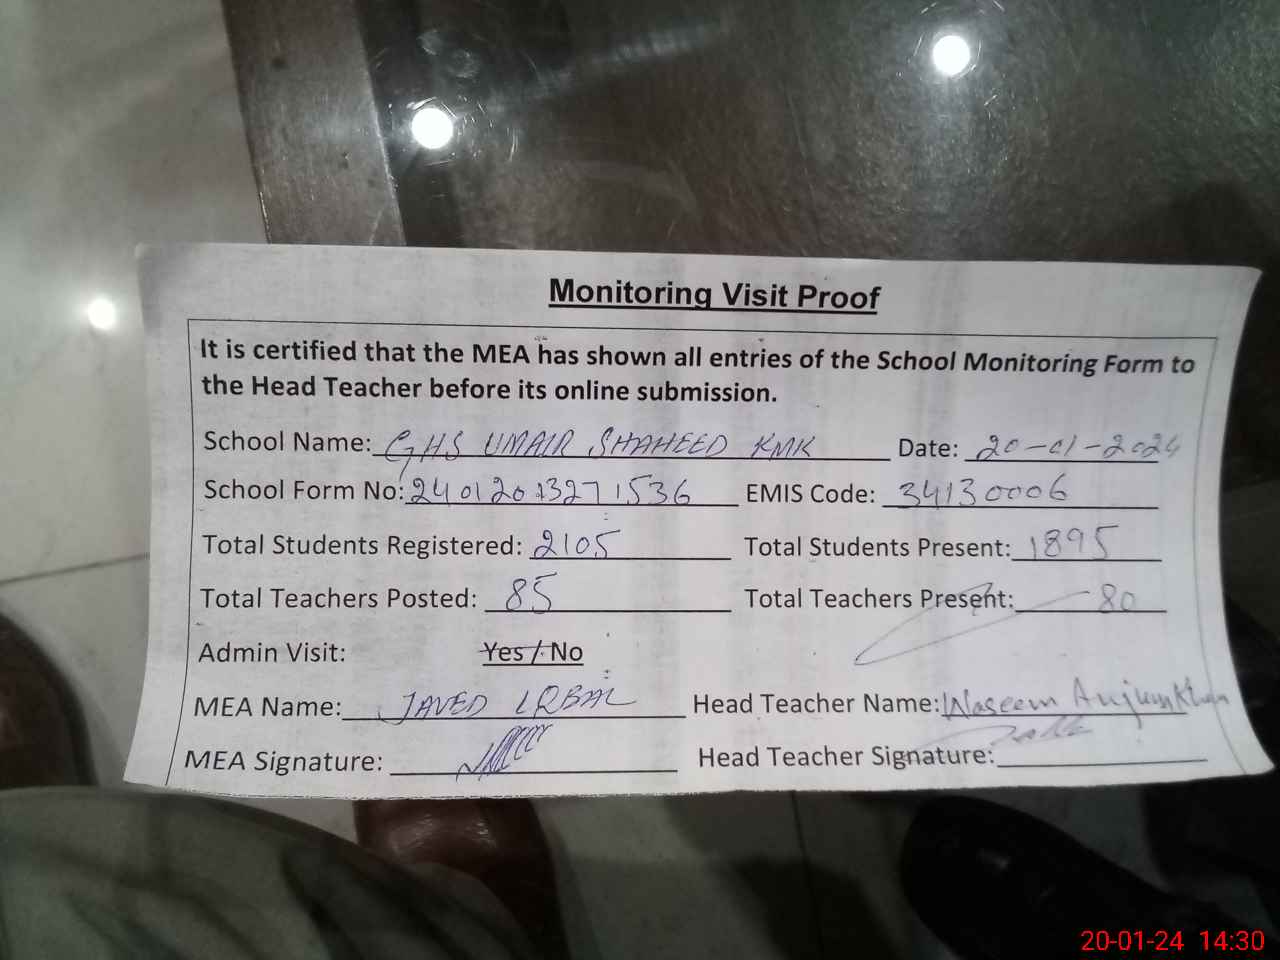 Monitoring Visit Proof
It is certified that the MEA has shown all entries of the School Monitoring Form to
the Head Teacher before its online submission.
School Name: GHS UMAIR SHAHEED KMK Date: 20-01-2024
School Form No: 24012013271536 EMIS Code: 34130006
Total Students Registered: 2105 Total Students Present: 1895
Total Teachers Posted: 85 Total Teachers Present: 80
Admin Visit: Yes / No
MEA Name: JAVED IQBAL Head Teacher Name: Waseem Anjum Khan
MEA Signature: Head Teacher Signature:
20-01-24 14:30